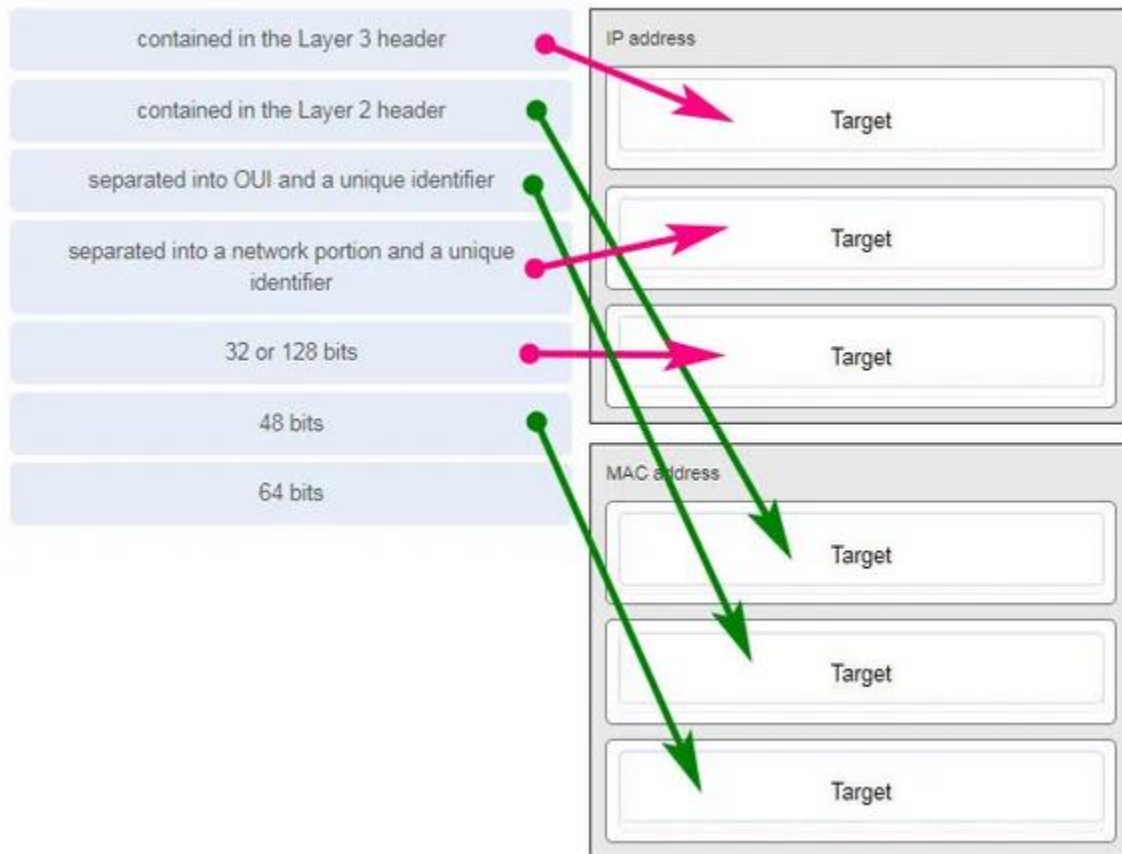 contained in the Layer 3 header
contained in the Layer 2 header
separated into OUI and a unique identifier
separated into a network portion and a unique
identifier
32 or 128 bits
48 bits
64 bits
IP address
Target
Target
Target
MAC address
Target
Target
Target